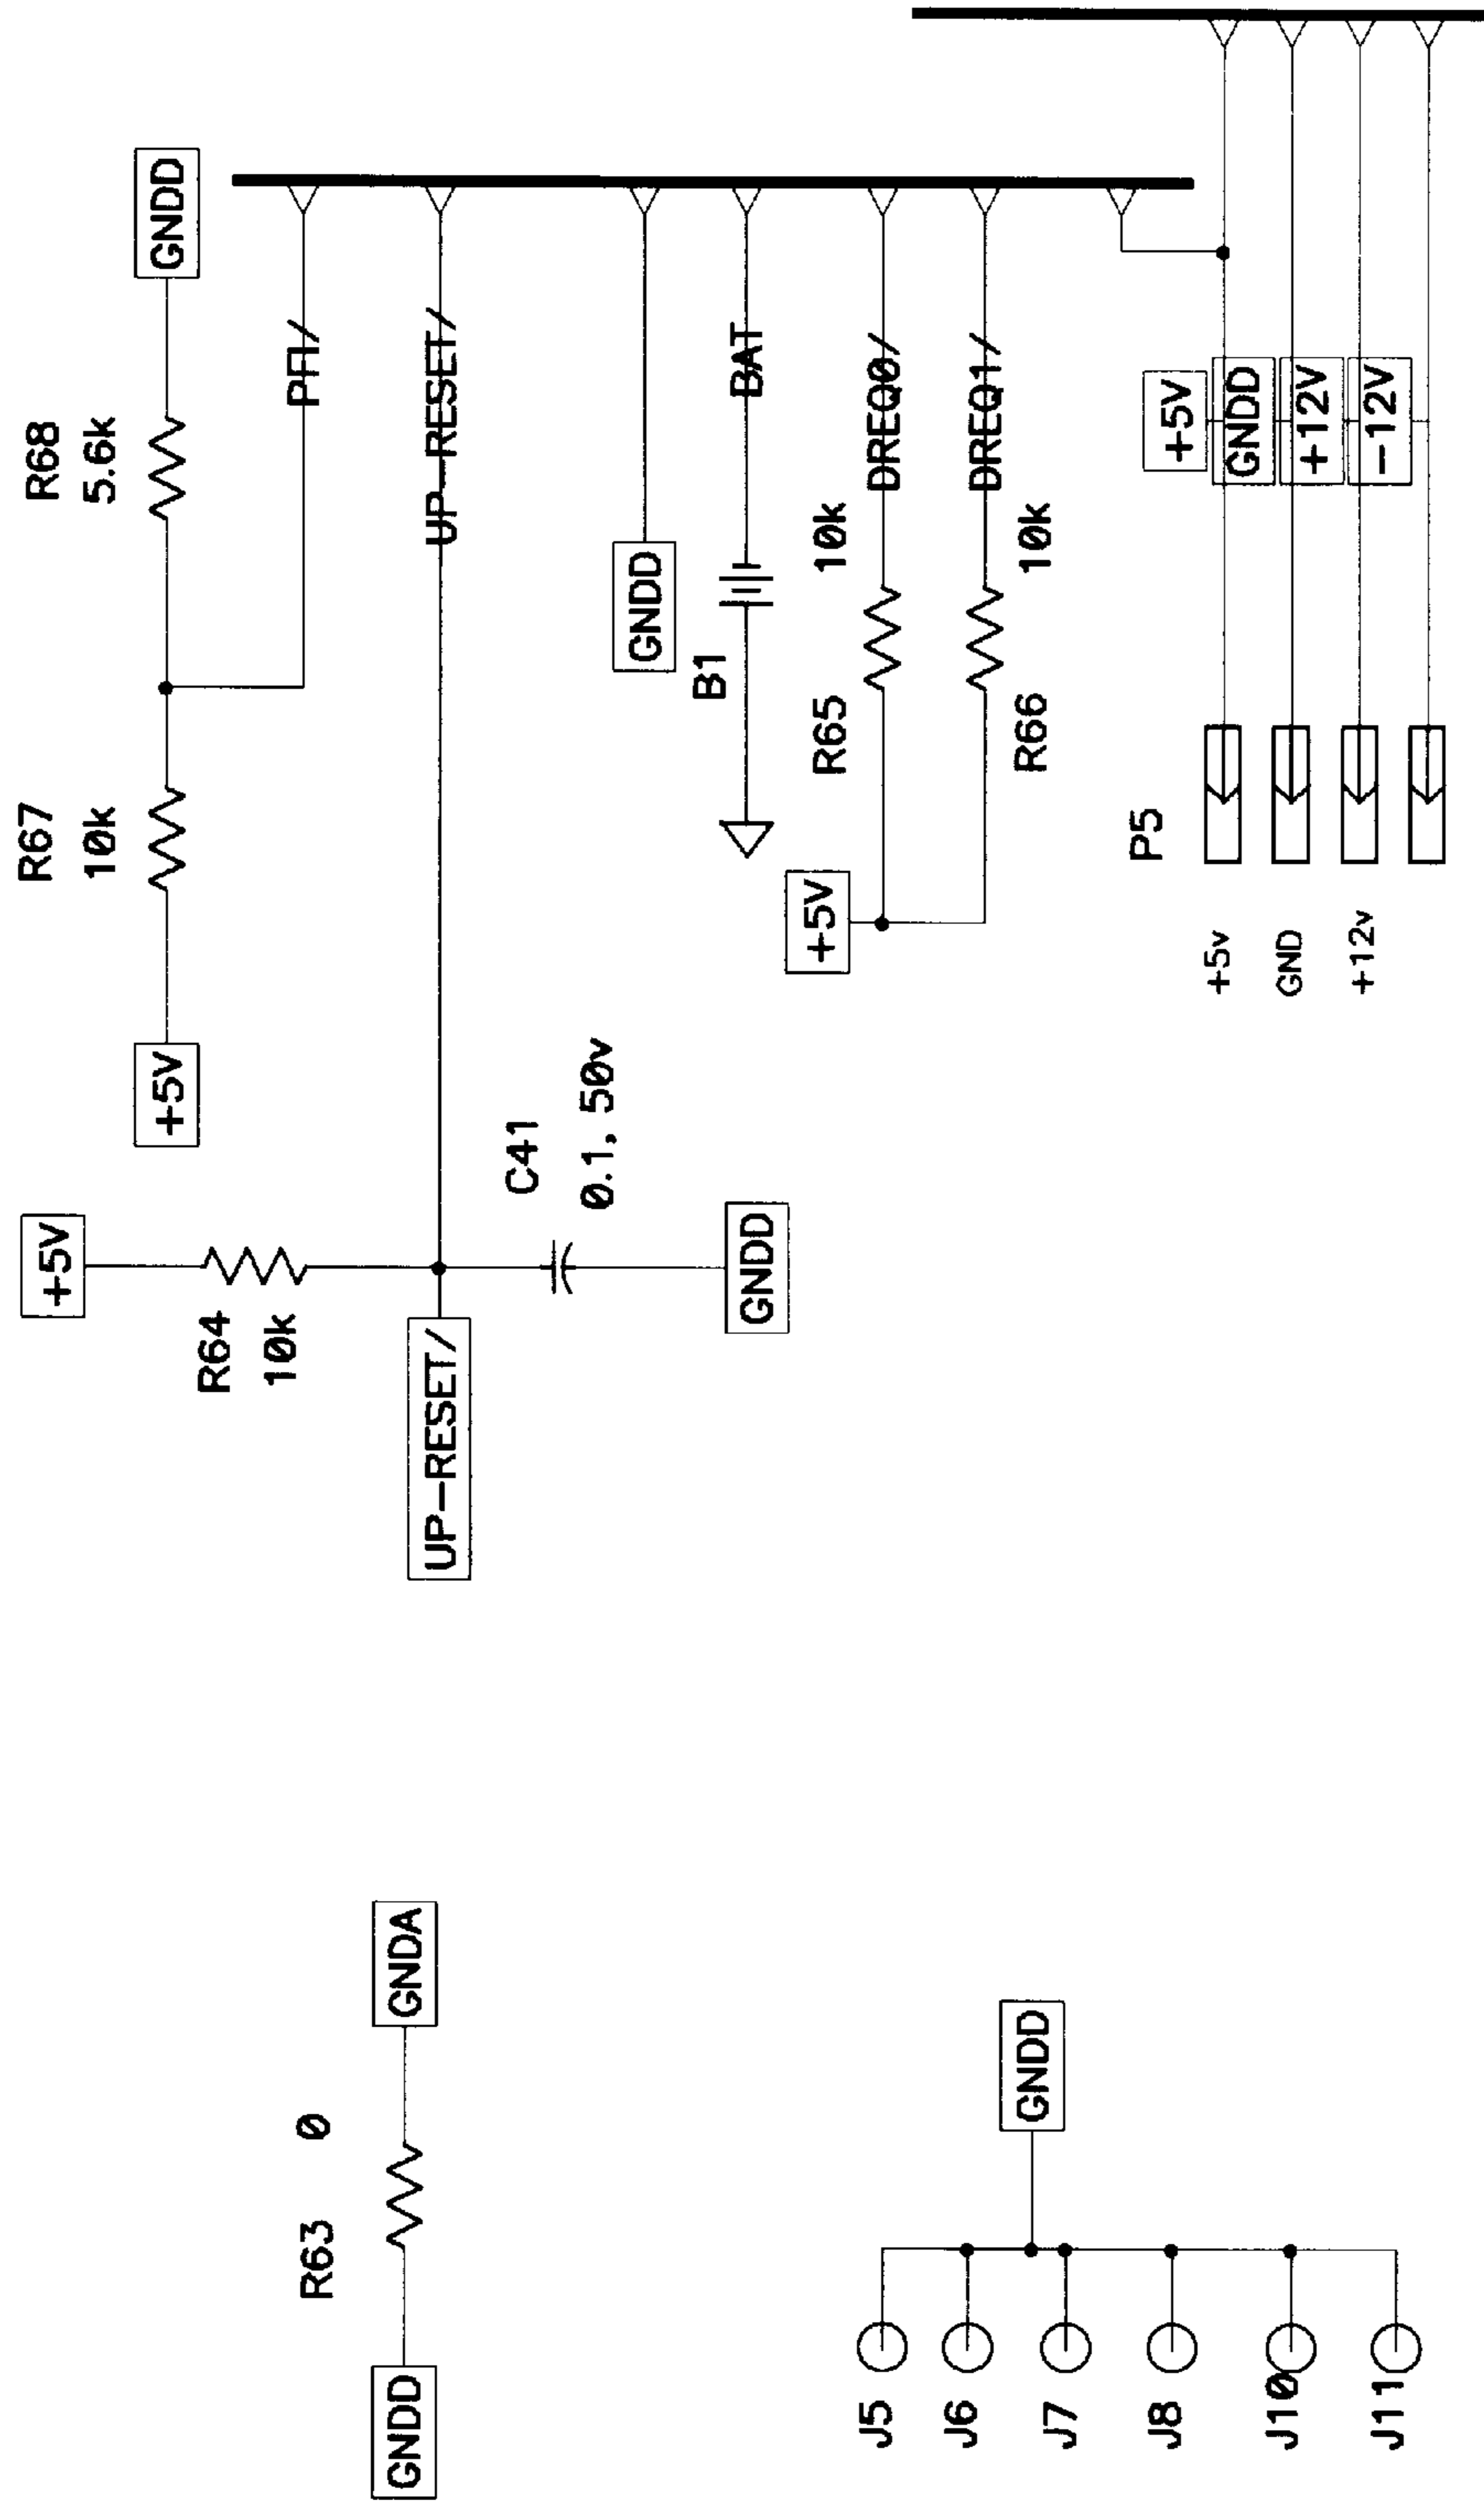 +5V
R67
R68
10k
5.6k
+5V
GNDD
R64
10k
PFI/
R63
0
GNDD
GNDA
UP-RESET/
UP-RESET/
C41
0.1, 50v
GNDD
B1
GNDD
BAT
+5V
R65
10k
J5
DREQ0/
J6
DREQ1/
GNDD
R66
10k
J7
P5
J8
+5V
+5v
GNDD
J10
GND
+12V
+12v
-12V
J11